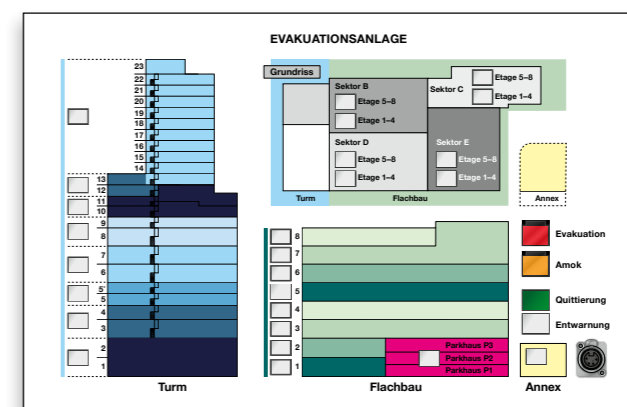 EVAKUATIONSANLAGE
23
22
21
20
19
18
17
16
15
14
13
12
11
10
9
8
7
6
5'
5
4
3
2
1
Turm
Grundriss
Sektor B
Etage 5–8
Etage 1–4
Sektor C
Etage 5–8
Etage 1–4
Sektor D
Etage 5–8
Etage 1–4
Sektor E
Etage 5–8
Etage 1–4
Turm
Flachbau
Annex
8
7
6
5
4
3
2
1
Parkhaus P3
Parkhaus P2
Parkhaus P1
Flachbau
Evakuation
Amok
Quittierung
Entwarnung
Annex